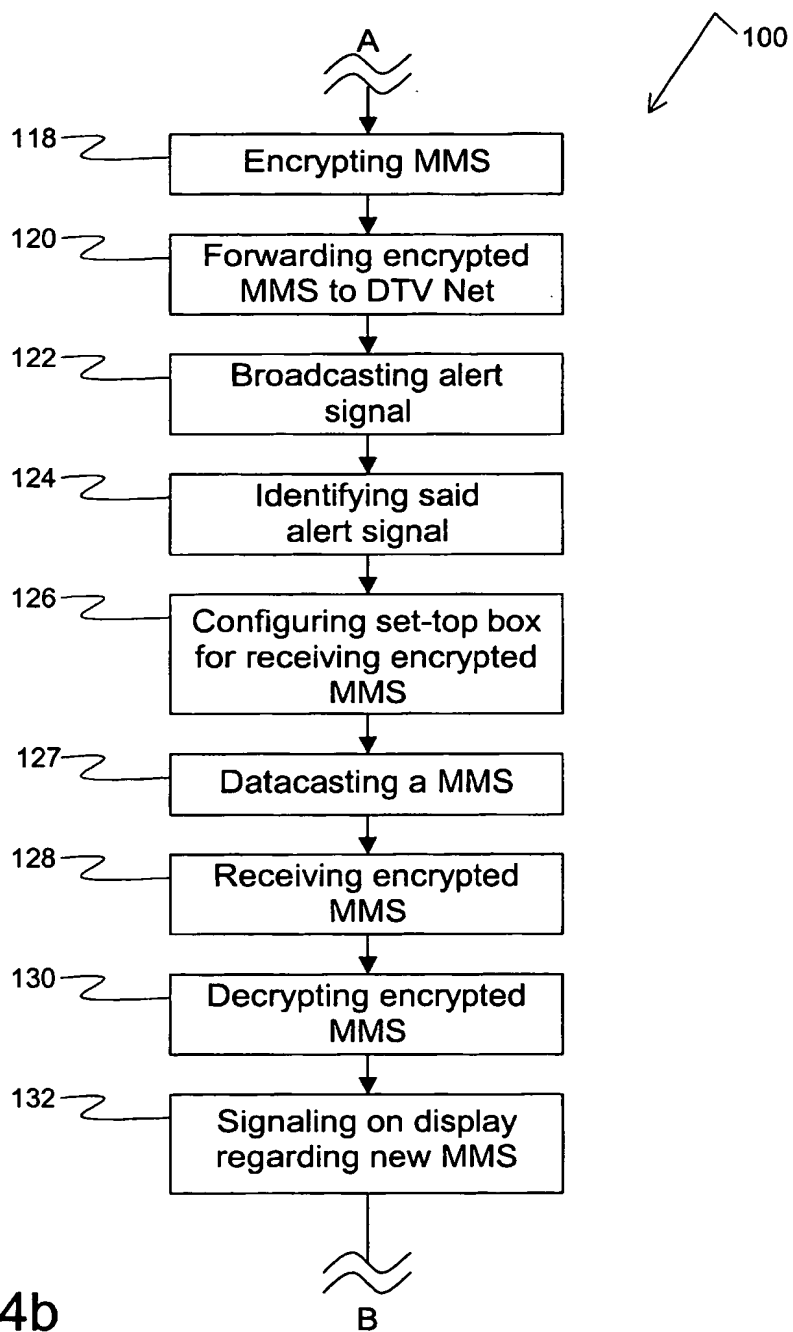 A
100
118
Encrypting MMS
120
Forwarding encrypted
MMS to DTV Net
122
Broadcasting alert
signal
124
Identifying said
alert signal
126
Configuring set-top box
for receiving encrypted
MMS
127
Datacasting a MMS
128
Receiving encrypted
MMS
130
Decrypting encrypted
MMS
132
Signaling on display
regarding new MMS
4b
B